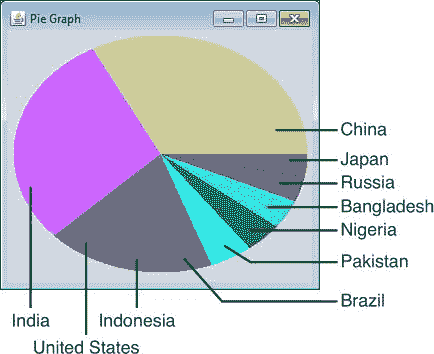 Pie Graph
China
Japan
Russia
Bangladesh
Nigeria
Pakistan
Brazil
India
Indonesia
United States